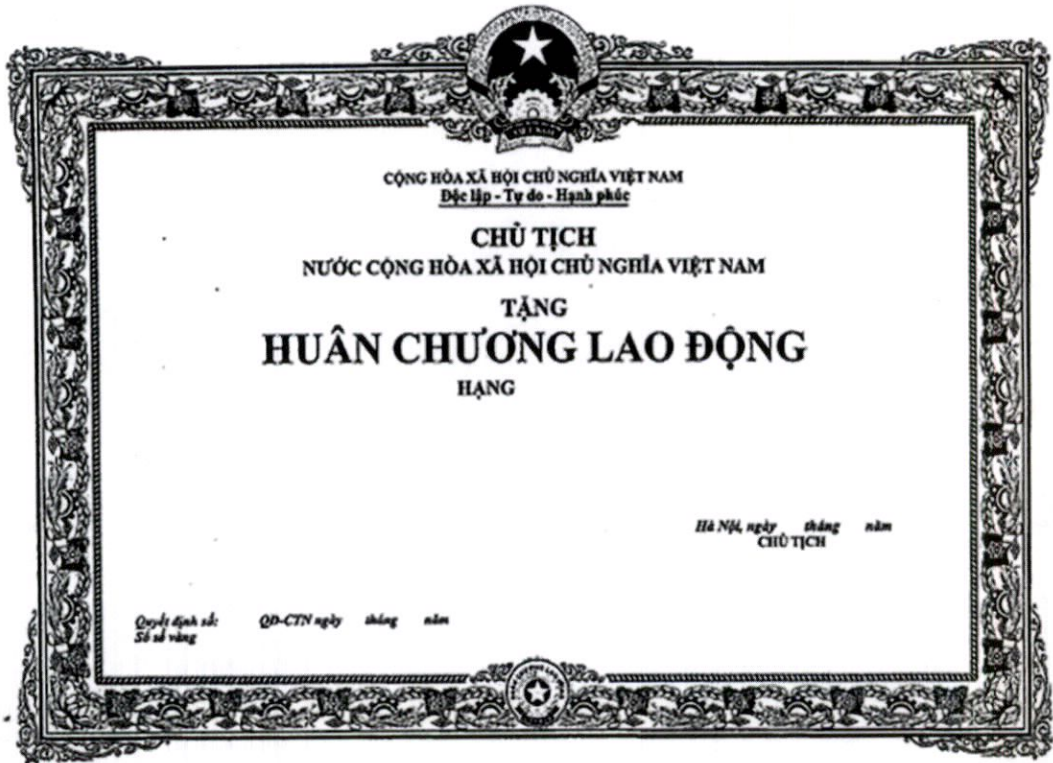 CỘNG HÒA XÃ HỘI CHỦ NGHĨA VIỆT NAM
Độc lập - Tự do - Hạnh phúc
CHỦ TỊCH
NƯỚC CỘNG HÒA XÃ HỘI CHỦ NGHĨA VIỆT NAM
TẶNG
HUÂN CHƯƠNG LAO ĐỘNG
HẠNG
Hà Nội, ngày tháng năm
CHỦ TỊCH
Quyết định số: QĐ-CTN ngày tháng năm
Số sổ vàng